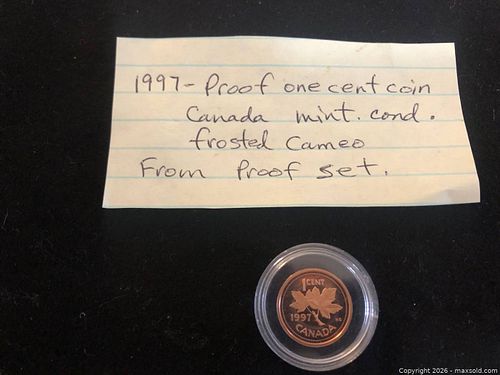 1997- Proof one cent coin
Canada mint. cond.
frosted Cameo
From Proof set.
1 CENT
1997
CANADA
Copyright 2026 - maxsold.com